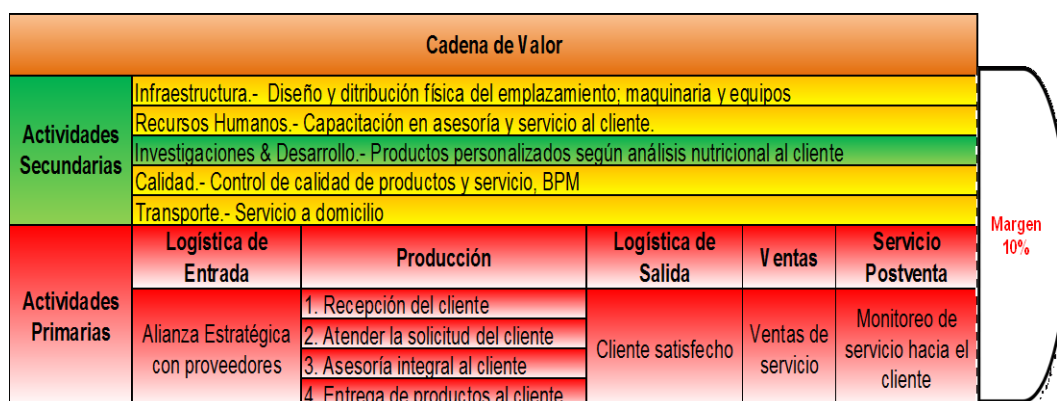 Cadena de Valor
Actividades
Secundarias
Infraestructura.- Diseño y ditribución física del emplazamiento; maquinaria y equipos
Recursos Humanos.- Capacitación en asesoría y servicio al cliente.
Investigaciones & Desarrollo.- Productos personalizados según análisis nutricional al cliente
Calidad.- Control de calidad de productos y servicio, BPM
Transporte.- Servicio a domicilio
Margen
10%
Actividades
Primarias
Logística de
Entrada
Producción
Logística de
Salida
Ventas
Servicio
Postventa
Alianza Estratégica
con proveedores
1. Recepción del cliente
2. Atender la solicitud del cliente
3. Asesoría integral al cliente
4. Entrega de productos al cliente
Cliente satisfecho
Ventas de
servicio
Monitoreo de
servicio hacia el
cliente